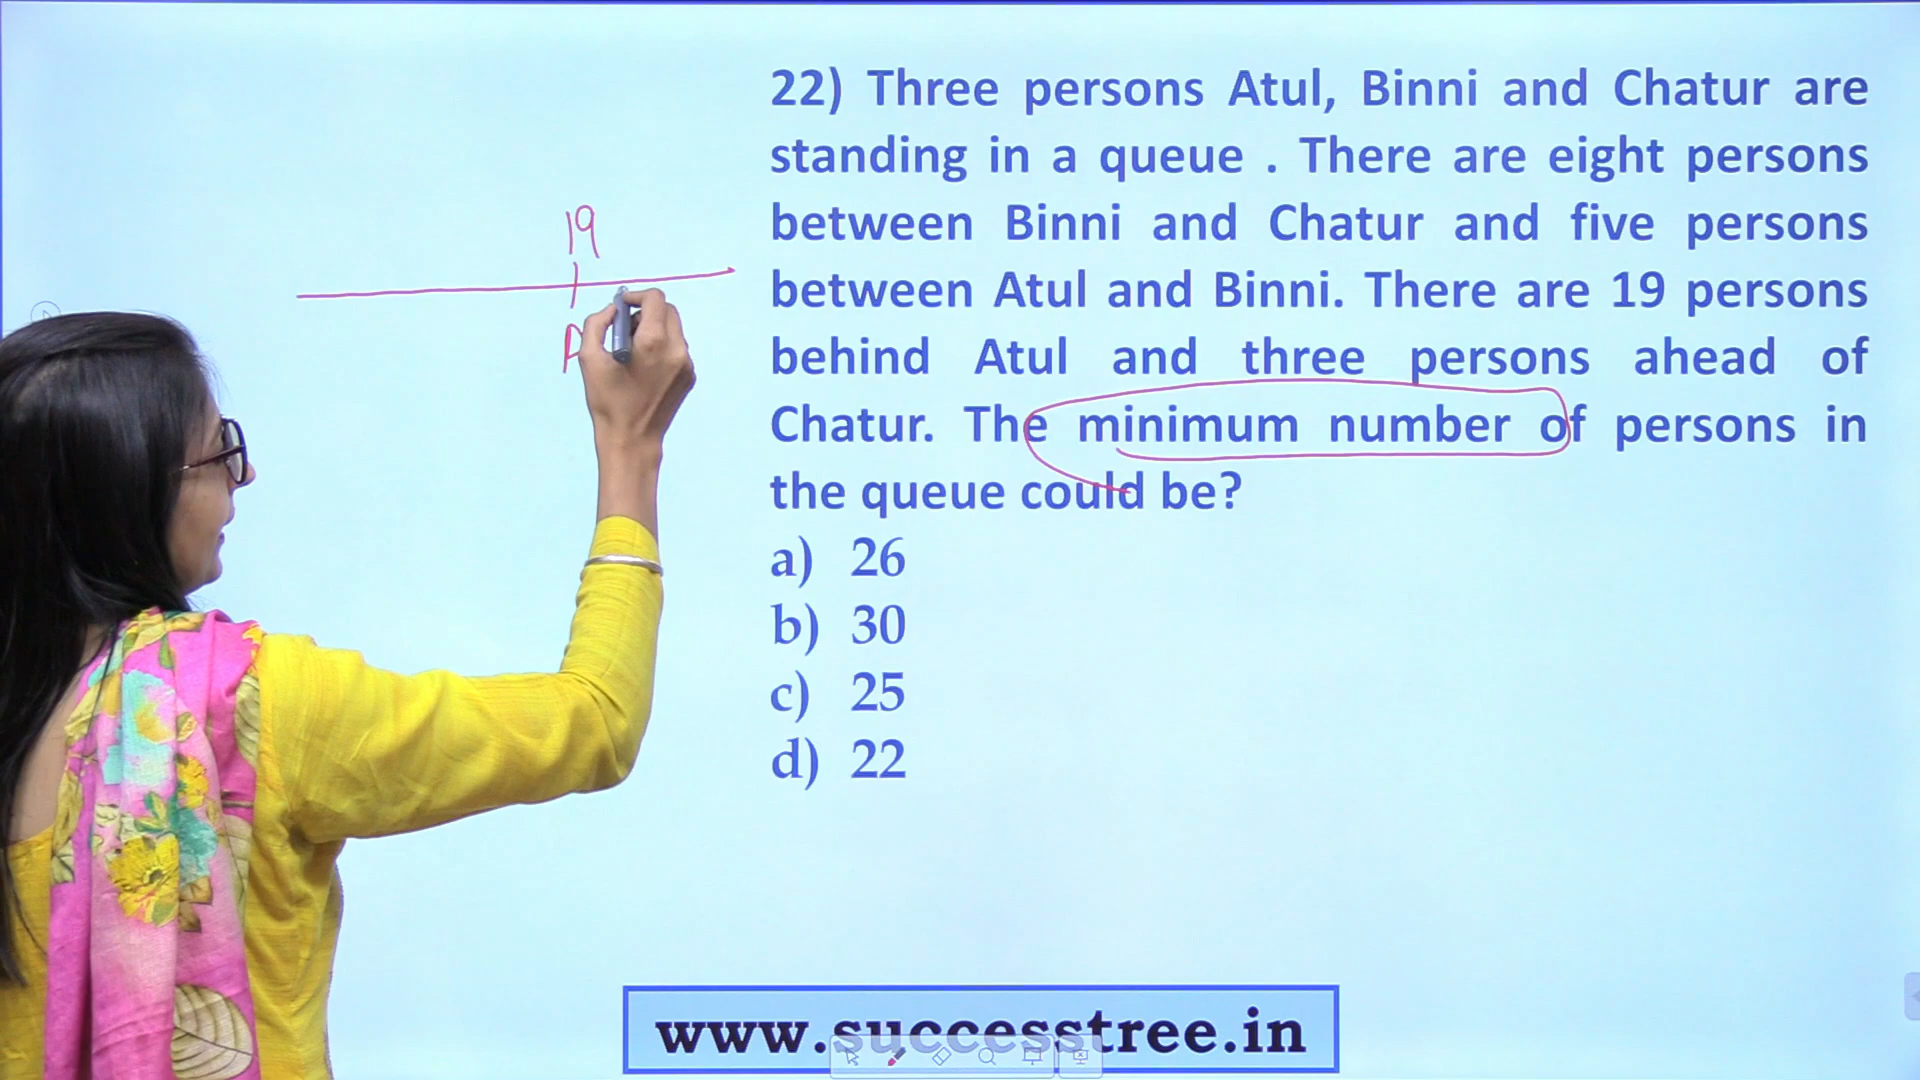 22) Three persons Atul, Binni and Chatur are
standing in a queue . There are eight persons
between Binni and Chatur and five persons
between Atul and Binni. There are 19 persons
behind Atul and three persons ahead of
Chatur. The minimum number of persons in
the queue could be?
a) 26
b) 30
c) 25
d) 22
19
A
www.successtree.in